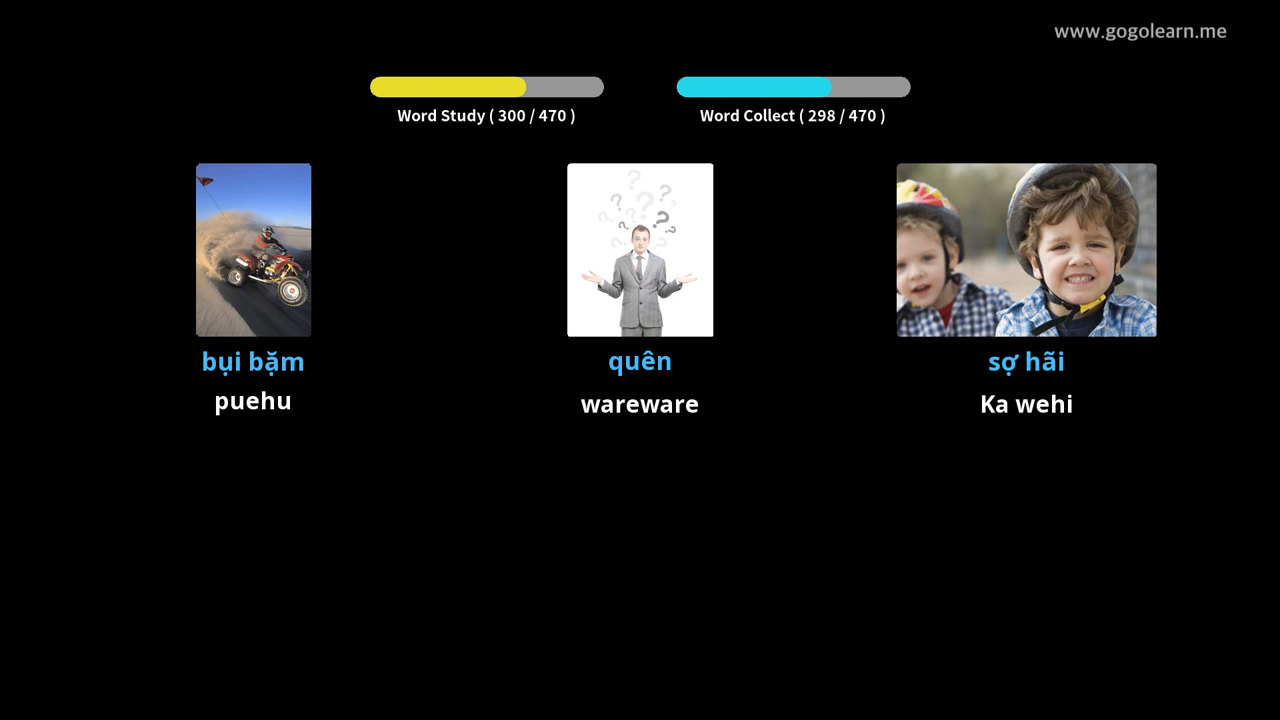 www.gogolearn.me
Word Study ( 300 / 470 )
Word Collect ( 298 / 470 )
bụi bặm
puehu
quên
wareware
sợ hãi
Ka wehi